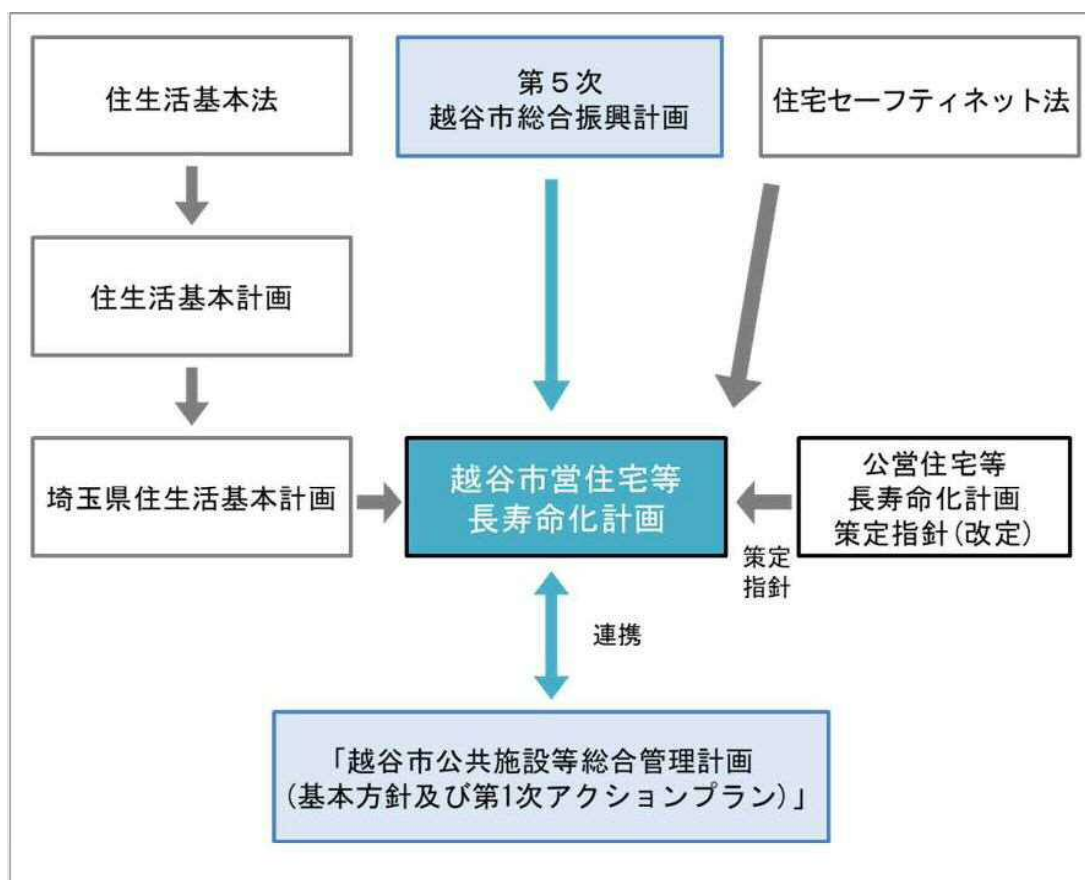 住生活基本法
第５次
越谷市総合振興計画
住宅セーフティネット法
住生活基本計画
埼玉県住生活基本計画
越谷市営住宅等
長寿命化計画
公営住宅等
長寿命化計画
策定指針(改定)
策定
指針
連携
「越谷市公共施設等総合管理計画
(基本方針及び第1次アクションプラン)」